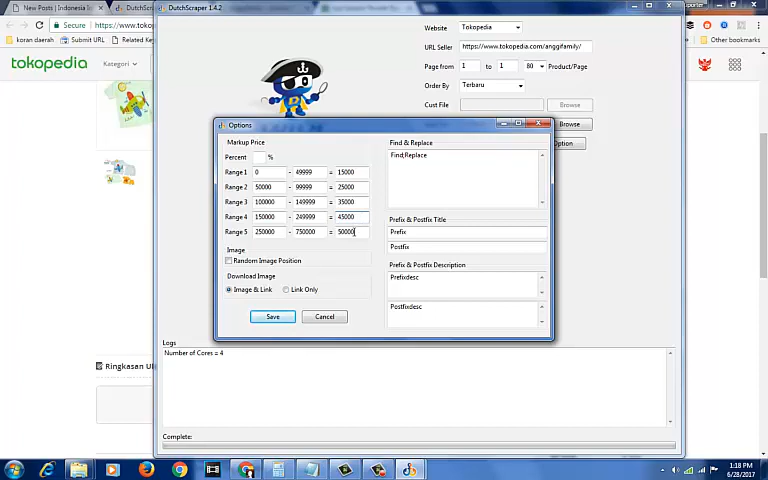 New Posts | Indonesia I
DutchScr
DutchScraper 1.4.2
Secure
https://www.toko
koran daerah
Submit URL
Related Ke
tokopedia
Kategori
Website
Tokopedia
URL Seller
https://www.tokopedia.com/anggifamily/
Page from
1
to
1
80
Product/Page
Order By
Terbaru
Cust File
Browse
Browse
Option
Options
Markup Price
Percent
%
Range 1
0 - 49999 = 15000
Range 2
50000 - 99999 = 25000
Range 3
100000 - 149999 = 35000
Range 4
150000 - 249999 = 45000
Range 5
250000 - 750000 = 50000
Image
Random Image Position
Download Image
Image & Link
Link Only
Save
Cancel
Find & Replace
Find;Replace
Prefix & Postfix Title
Prefix
Postfix
Prefix & Postfix Description
Prefixdesc
Postfixdesc
Ringkasan Ul
Logs
Number of Cores = 4
Complete:
1:18 PM
6/28/2017